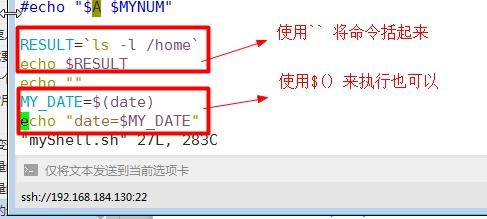 #echo "$A $MYNUM"
RESULT=`ls -l /home`
使用`` 将命令括起来
echo $RESULT
echo ""
使用$() 来执行也可以
MY_DATE=$(date)
echo "date=$MY_DATE"
"myShell.sh" 27L, 283C
仅将文本发送到当前选项卡
ssh://192.168.184.130:22